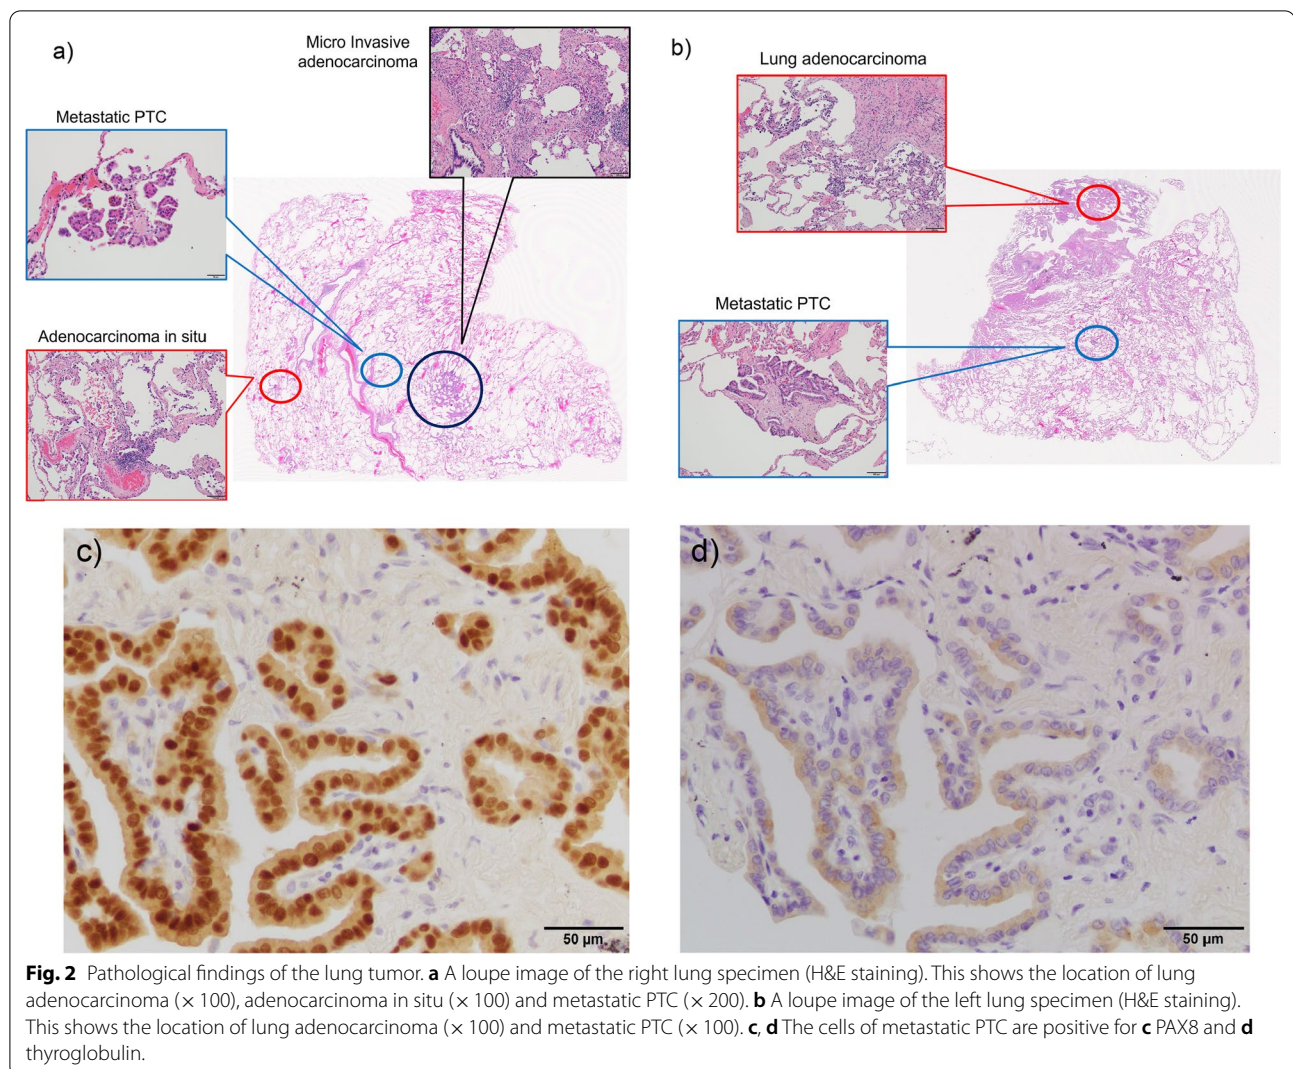 a)
Micro Invasive
adenocarcinoma
Metastatic PTC
Adenocarcinoma in situ
b)
Lung adenocarcinoma
Metastatic PTC
c)
50 µm
d)
50 µm
Fig. 2 Pathological findings of the lung tumor. a A loupe image of the right lung specimen (H&E staining). This shows the location of lung
adenocarcinoma (× 100), adenocarcinoma in situ (× 100) and metastatic PTC (× 200). b A loupe image of the left lung specimen (H&E staining).
This shows the location of lung adenocarcinoma (× 100) and metastatic PTC (× 100). c, d The cells of metastatic PTC are positive for c PAX8 and d
thyroglobulin.